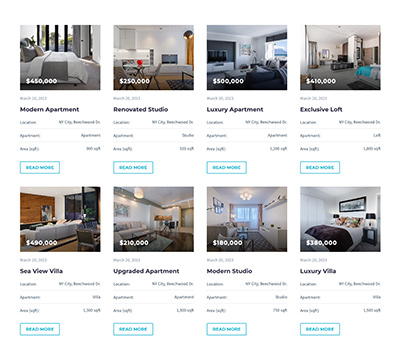 $450,000
March 20, 2023
Modern Apartment
Location: NY City, Beechwood Dr.
Apartment: Apartment
Area (sqft): 900 sqft
READ MORE
$250,000
March 20, 2023
Renovated Studio
Location: NY City, Beechwood Dr.
Apartment: Studio
Area (sqft): 550 sqft
READ MORE
$500,000
March 20, 2023
Luxury Apartment
Location: NY City, Beechwood Dr.
Apartment: Apartment
Area (sqft): 1,200 sqft
READ MORE
$410,000
March 20, 2023
Exclusive Loft
Location: NY City, Beechwood Dr.
Apartment: Loft
Area (sqft): 1,800 sqft
READ MORE
$490,000
March 20, 2023
Sea View Villa
Location: NY City, Beechwood Dr.
Apartment: Villa
Area (sqft): 1,300 sqft
READ MORE
$210,000
March 20, 2023
Upgraded Apartment
Location: NY City, Beechwood Dr.
Apartment: Apartment
Area (sqft): 1,500 sqft
READ MORE
$180,000
March 20, 2023
Modern Studio
Location: NY City, Beechwood Dr.
Apartment: Studio
Area (sqft): 750 sqft
READ MORE
$380,000
March 20, 2023
Luxury Villa
Location: NY City, Beechwood Dr.
Apartment: Villa
Area (sqft): 1,500 sqft
READ MORE